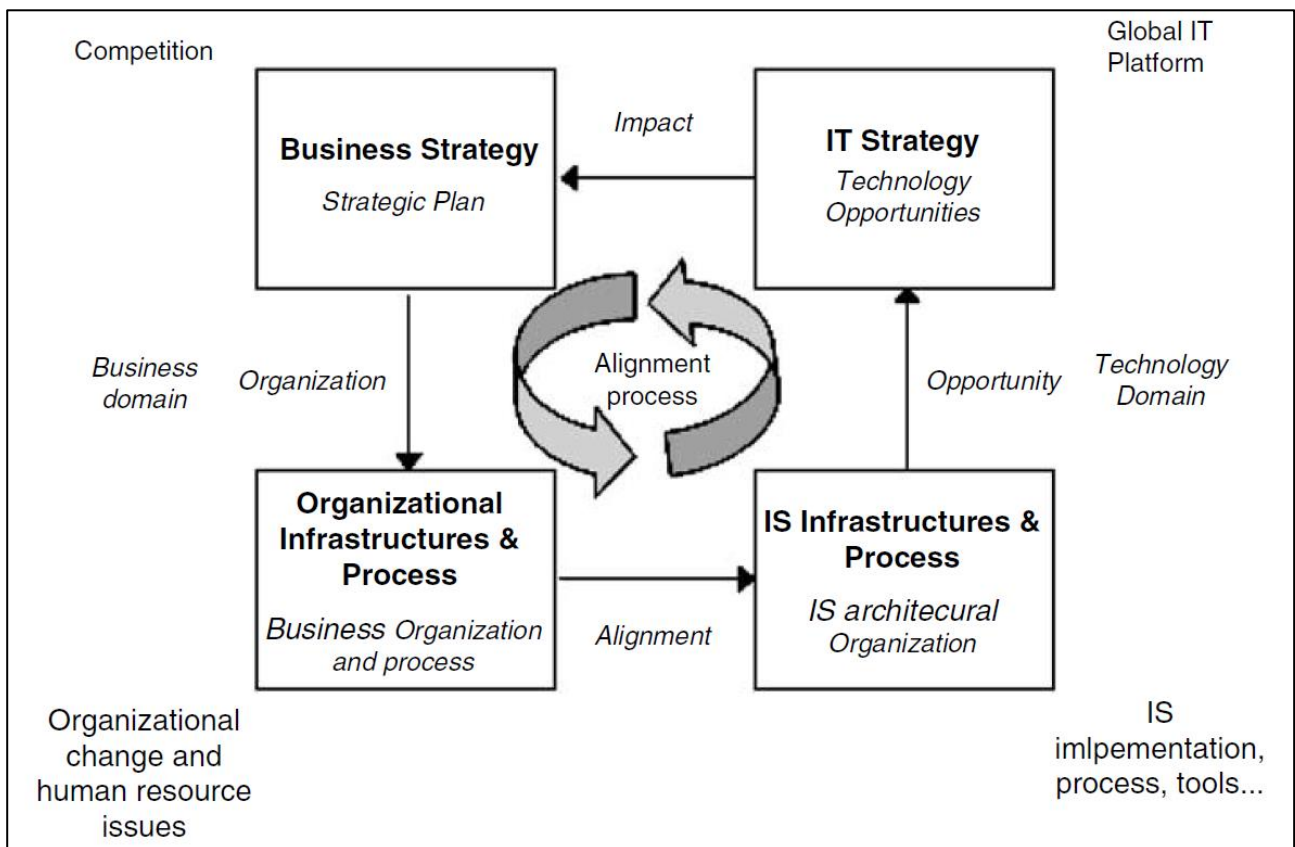 Competition
Global IT
Platform
Business Strategy
Strategic Plan
Impact
IT Strategy
Technology
Opportunities
Business
domain
Organization
Alignment
process
Opportunity
Technology
Domain
Organizational
Infrastructures &
Process
Business Organization
and process
Alignment
IS Infrastructures &
Process
IS architecural
Organization
Organizational
change and
human resource
issues
IS
imlpementation,
process, tools...